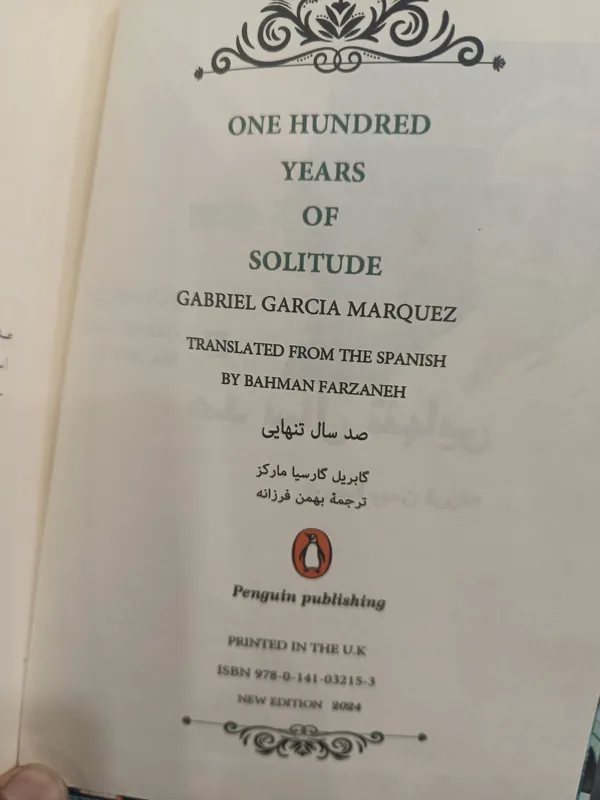 ONE HUNDRED
YEARS
OF
SOLITUDE
GABRIEL GARCIA MARQUEZ
TRANSLATED FROM THE SPANISH
BY BAHMAN FARZANEH
صد سال تنهایی
گابریل گارسیا مارکز
ترجمهٔ بهمن فرزانه
Penguin publishing
PRINTED IN THE U.K
ISBN 978-0-141-03215-3
NEW EDITION 2024